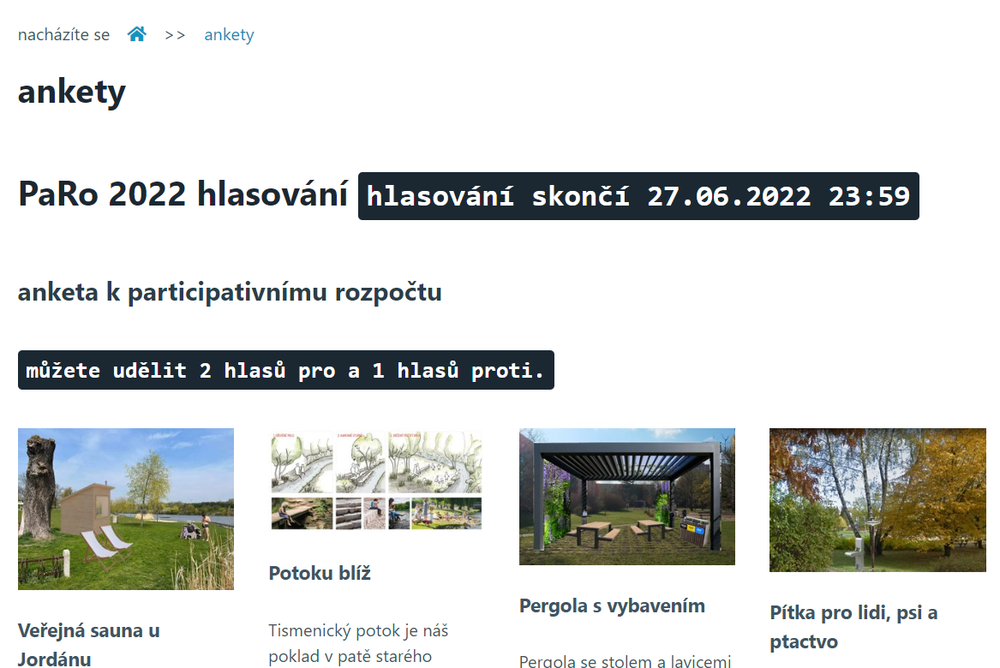 nacházíte se >> ankety
ankety
PaRo 2022 hlasování hlasování skončí 27.06.2022 23:59
anketa k participativnímu rozpočtu
můžete udělit 2 hlasů pro a 1 hlasů proti.
Veřejná sauna u
Jordánu
Potoku blíž
Tismenický potok je náš
poklad v patě starého
Pergola s vybavením
Pergola se stolem a lavicemi
Pítka pro lidi, psi a
ptactvo